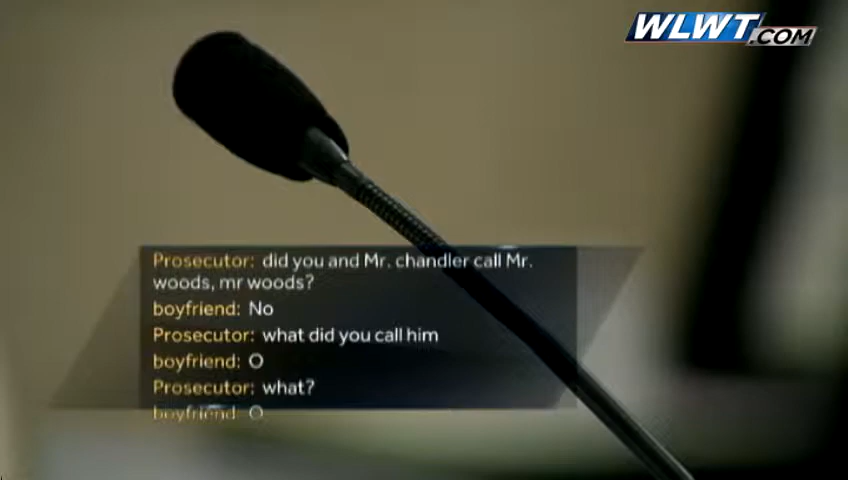 WLWT.COM
Prosecutor: did you and Mr. chandler call Mr.
woods, mr woods?
boyfriend: No
Prosecutor: what did you call him
boyfriend: O
Prosecutor: what?
boyfriend: O